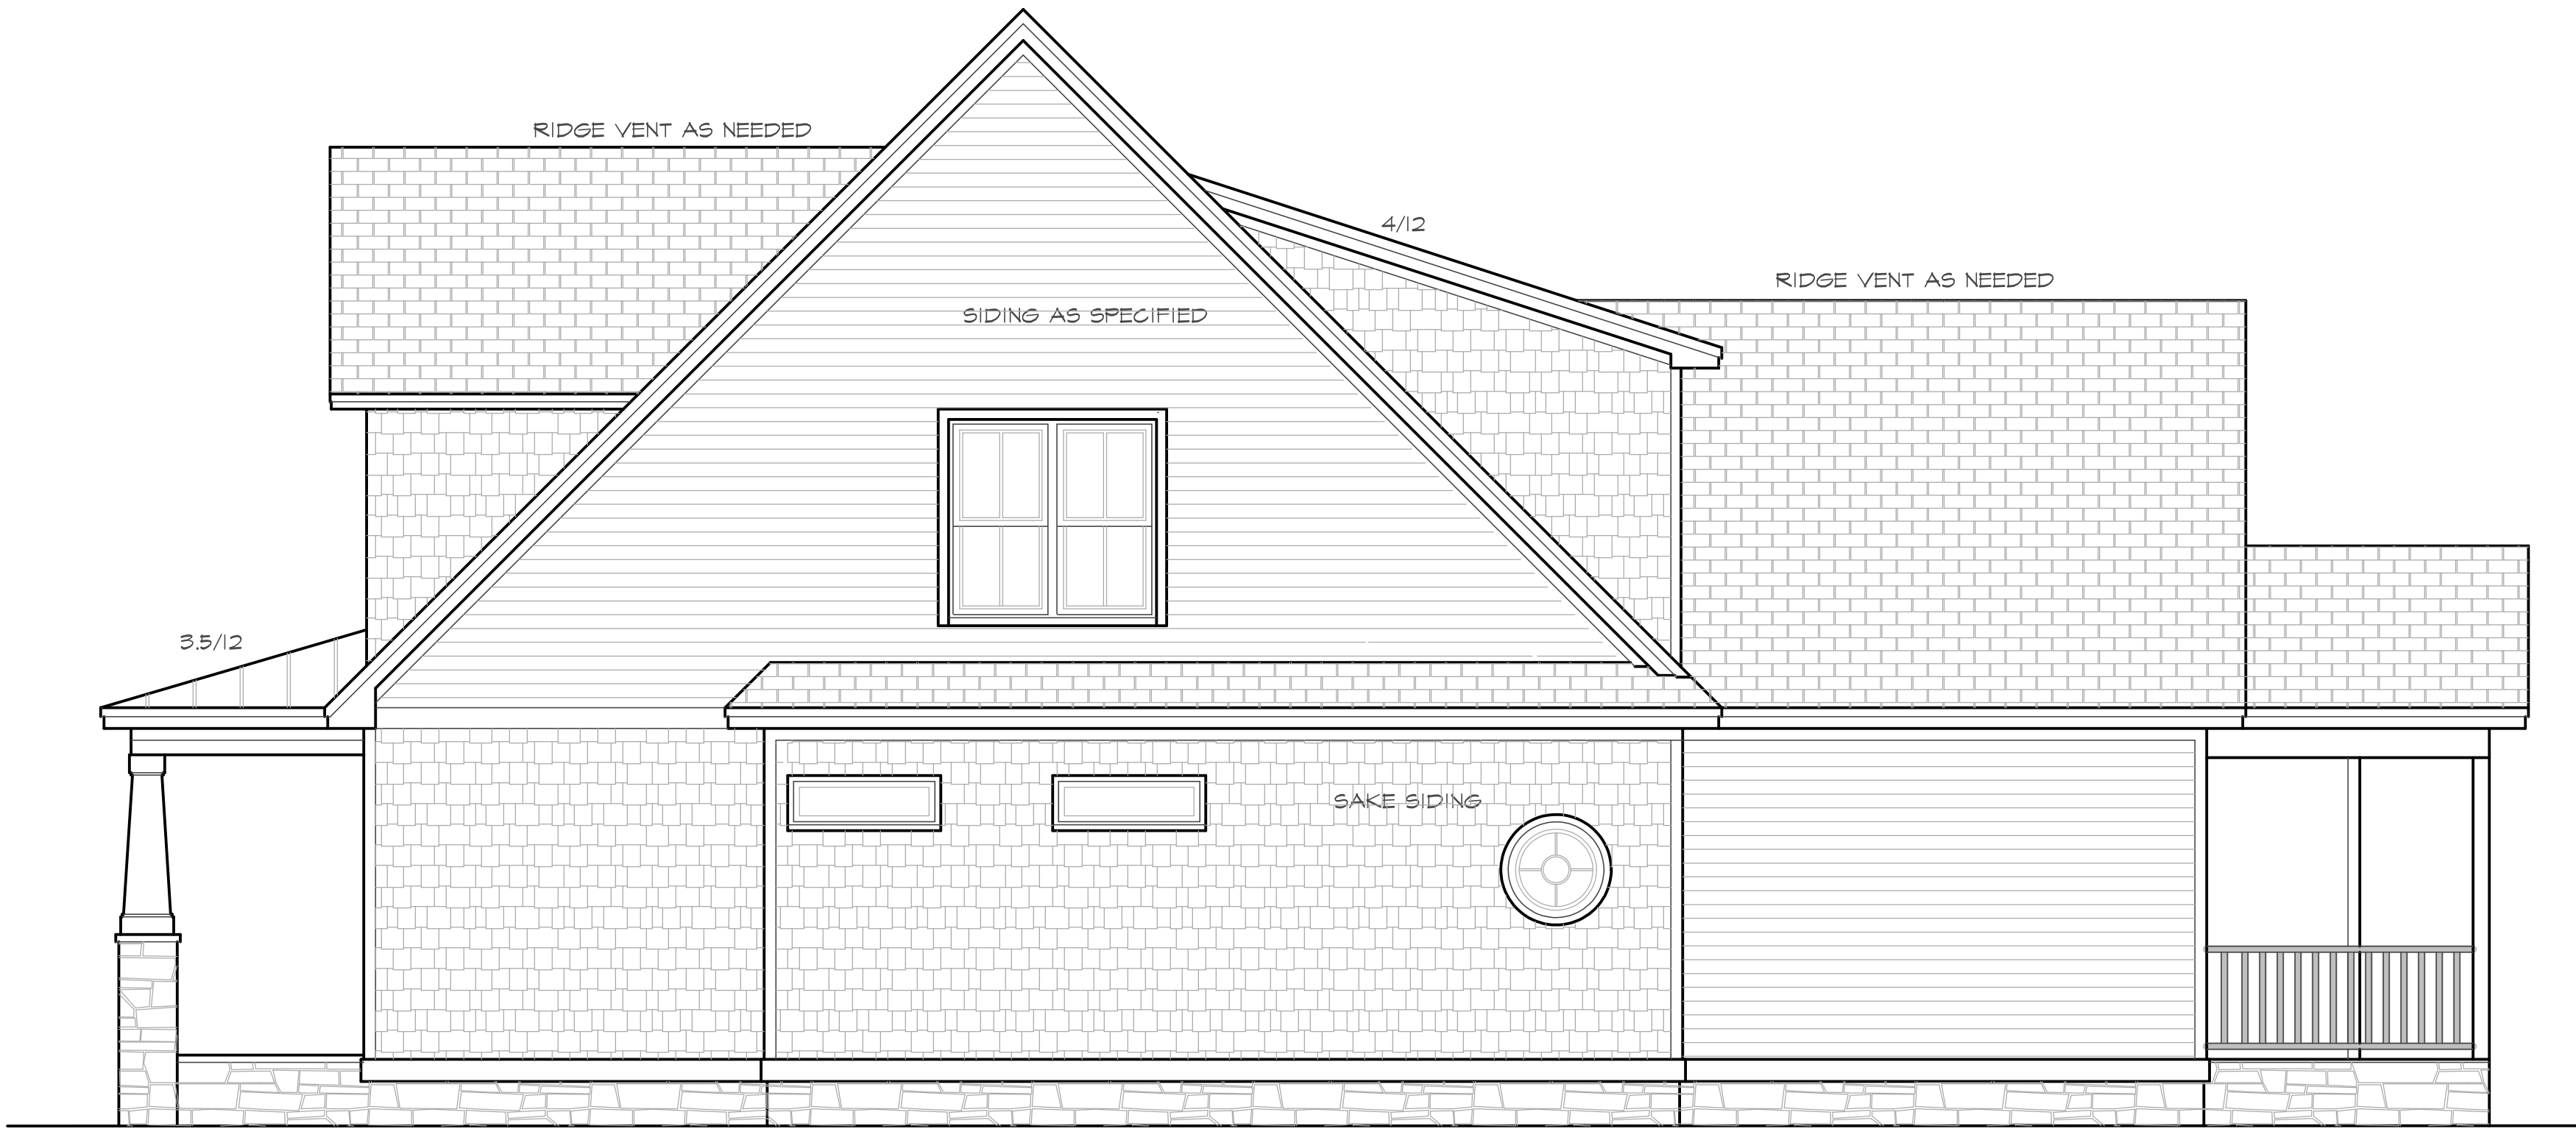 RIDGE VENT AS NEEDED
4/12
RIDGE VENT AS NEEDED
SIDING AS SPECIFIED
3.5/12
SAKE SIDING